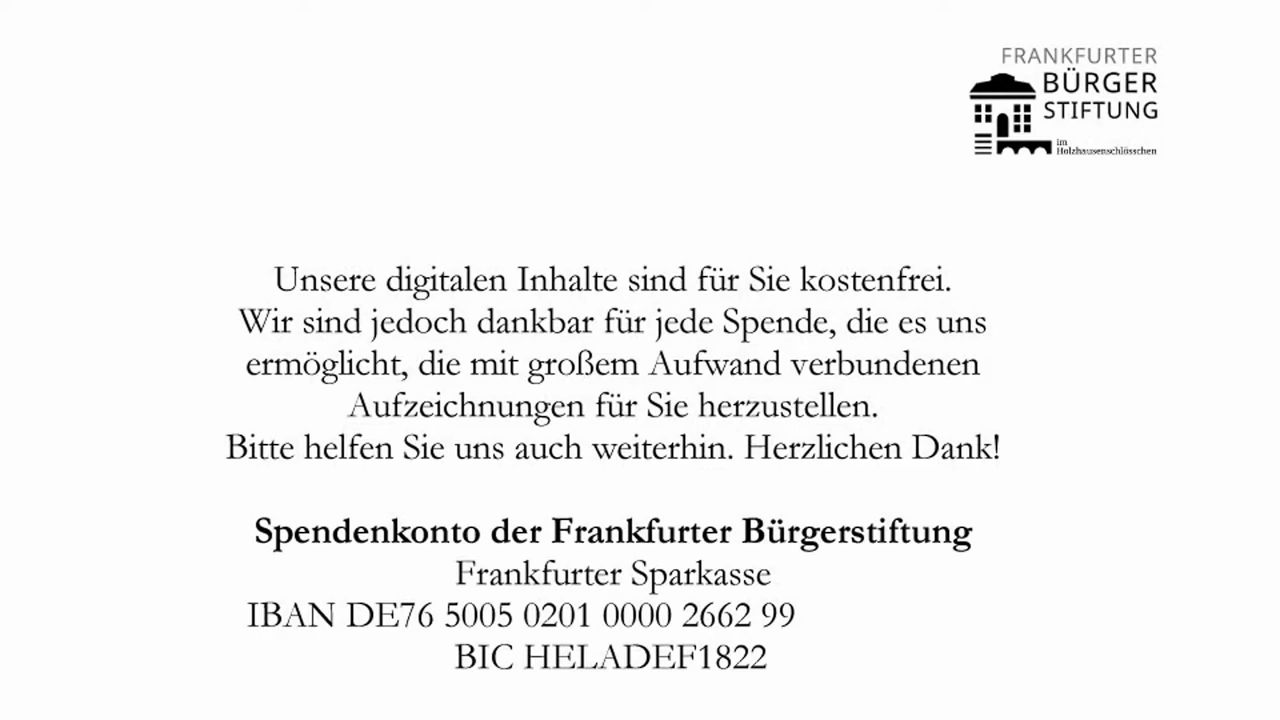 FRANKFURTER
BÜRGER
STIFTUNG
im
Holzhausenschlösschen
Unsere digitalen Inhalte sind für Sie kostenfrei.
Wir sind jedoch dankbar für jede Spende, die es uns
ermöglicht, die mit großem Aufwand verbundenen
Aufzeichnungen für Sie herzustellen.
Bitte helfen Sie uns auch weiterhin. Herzlichen Dank!
Spendenkonto der Frankfurter Bürgerstiftung
Frankfurter Sparkasse
IBAN DE76 5005 0201 0000 2662 99
BIC HELADEF1822